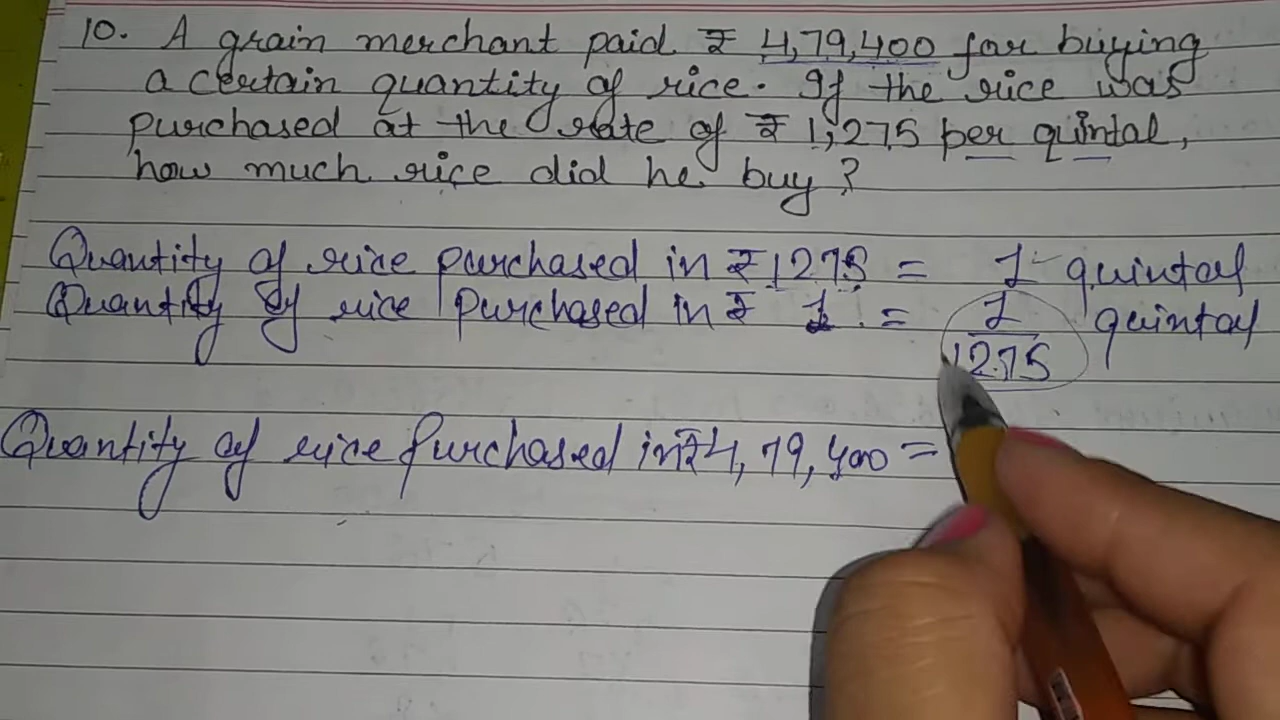 10. A grain merchant paid ₹ 4,79,400 for buying
a certain quantity of rice. If the rice was
purchased at the rate of ₹ 1,275 per quintal,
how much rice did he buy?
Quantity of rice purchased in ₹ 1275 = 1 quintal
Quantity of rice purchased in ₹ 1 = 1/1275 quintal
Quantity of rice purchased in ₹4,79,400 =